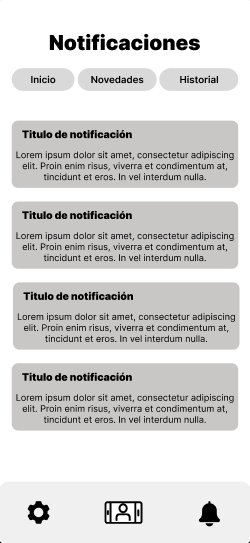 Notificaciones
Inicio
Novedades
Historial
Titulo de notificación
Lorem ipsum dolor sit amet, consectetur adipiscing
elit. Proin enim risus, viverra et condimentum at,
tincidunt et eros. In vel interdum nulla.
Titulo de notificación
Lorem ipsum dolor sit amet, consectetur adipiscing
elit. Proin enim risus, viverra et condimentum at,
tincidunt et eros. In vel interdum nulla.
Titulo de notificación
Lorem ipsum dolor sit amet, consectetur adipiscing
elit. Proin enim risus, viverra et condimentum at,
tincidunt et eros. In vel interdum nulla.
Titulo de notificación
Lorem ipsum dolor sit amet, consectetur adipiscing
elit. Proin enim risus, viverra et condimentum at,
tincidunt et eros. In vel interdum nulla.